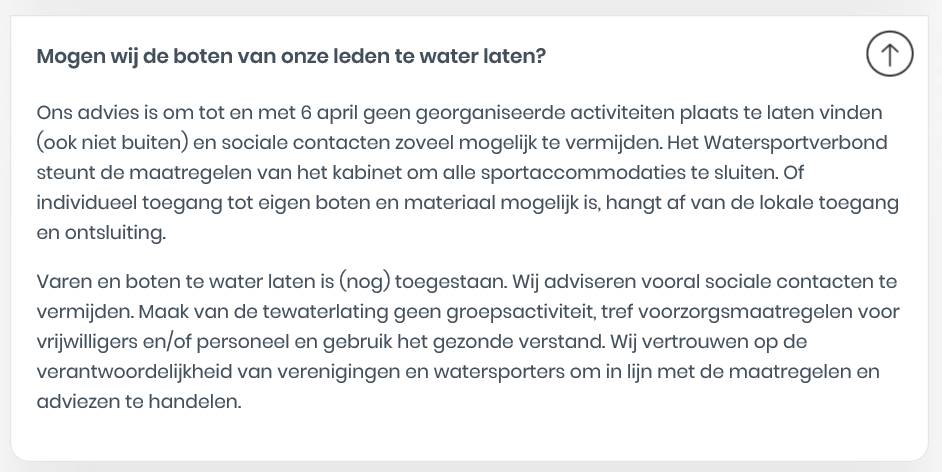 Mogen wij de boten van onze leden te water laten?
Ons advies is om tot en met 6 april geen georganiseerde activiteiten plaats te laten vinden
(ook niet buiten) en sociale contacten zoveel mogelijk te vermijden. Het Watersportverbond
steunt de maatregelen van het kabinet om alle sportaccommodaties te sluiten. Of
individueel toegang tot eigen boten en materiaal mogelijk is, hangt af van de lokale toegang
en ontsluiting.
Varen en boten te water laten is (nog) toegestaan. Wij adviseren vooral sociale contacten te
vermijden. Maak van de tewaterlating geen groepsactiviteit, tref voorzorgsmaatregelen voor
vrijwilligers en/of personeel en gebruik het gezonde verstand. Wij vertrouwen op de
verantwoordelijkheid van verenigingen en watersporters om in lijn met de maatregelen en
adviezen te handelen.